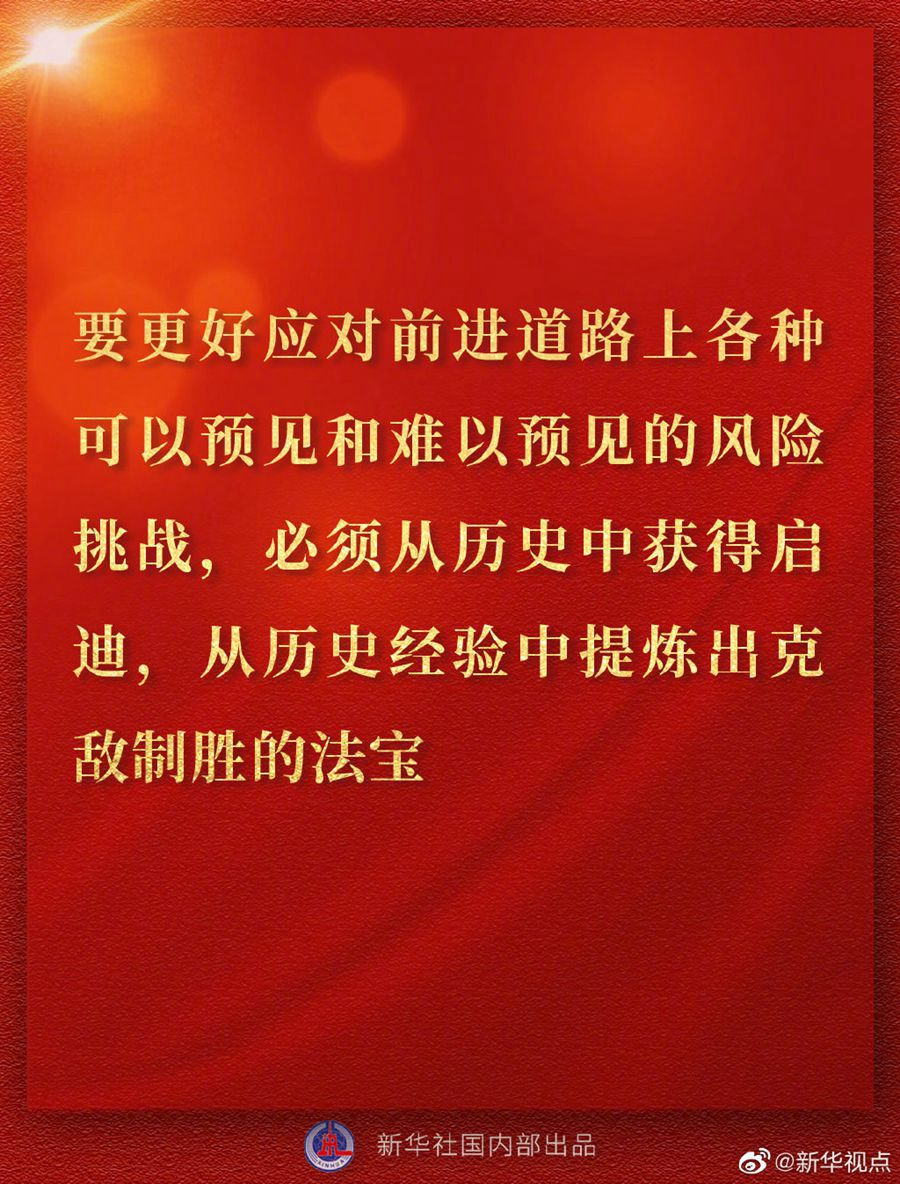 要更好应对前进道路上各种
可以预见和难以预见的风险
挑战，必须从历史中获得启
迪，从历史经验中提炼出克
敌制胜的法宝
XINHUA
新华社国内部出品
@新华视点